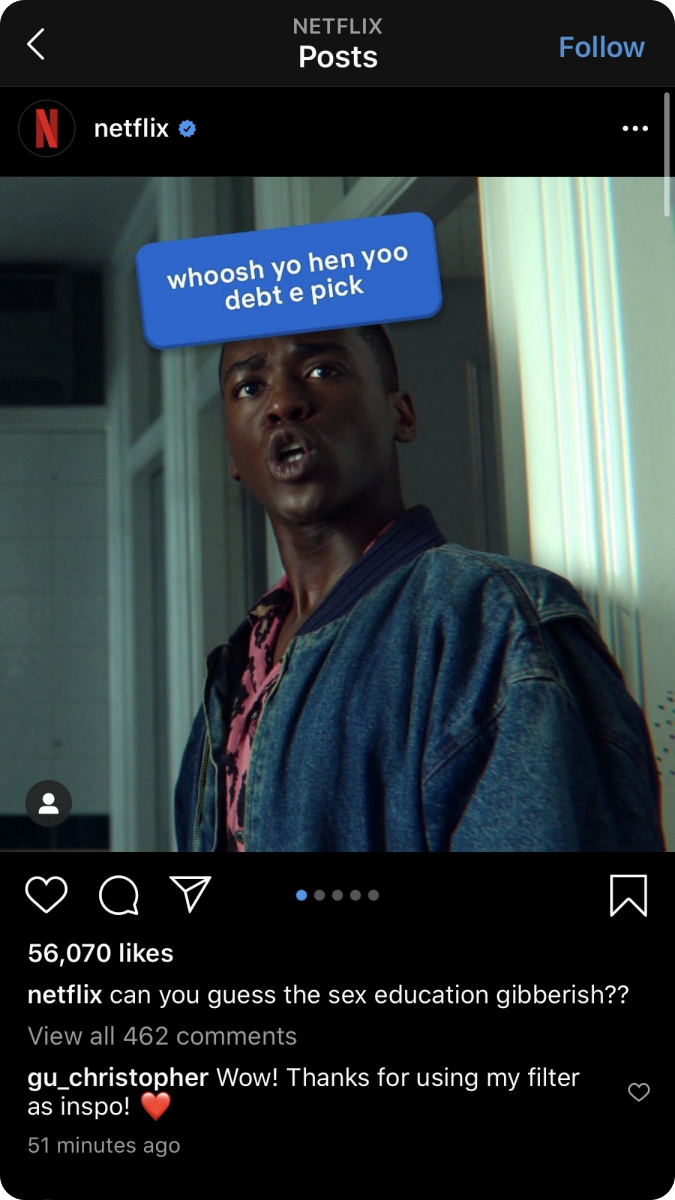 NETFLIX
Posts
Follow
netflix
whoosh yo hen yoo
debt e pick
56,070 likes
netflix can you guess the sex education gibberish??
View all 462 comments
gu_christopher Wow! Thanks for using my filter
as inspo! ❤️
51 minutes ago